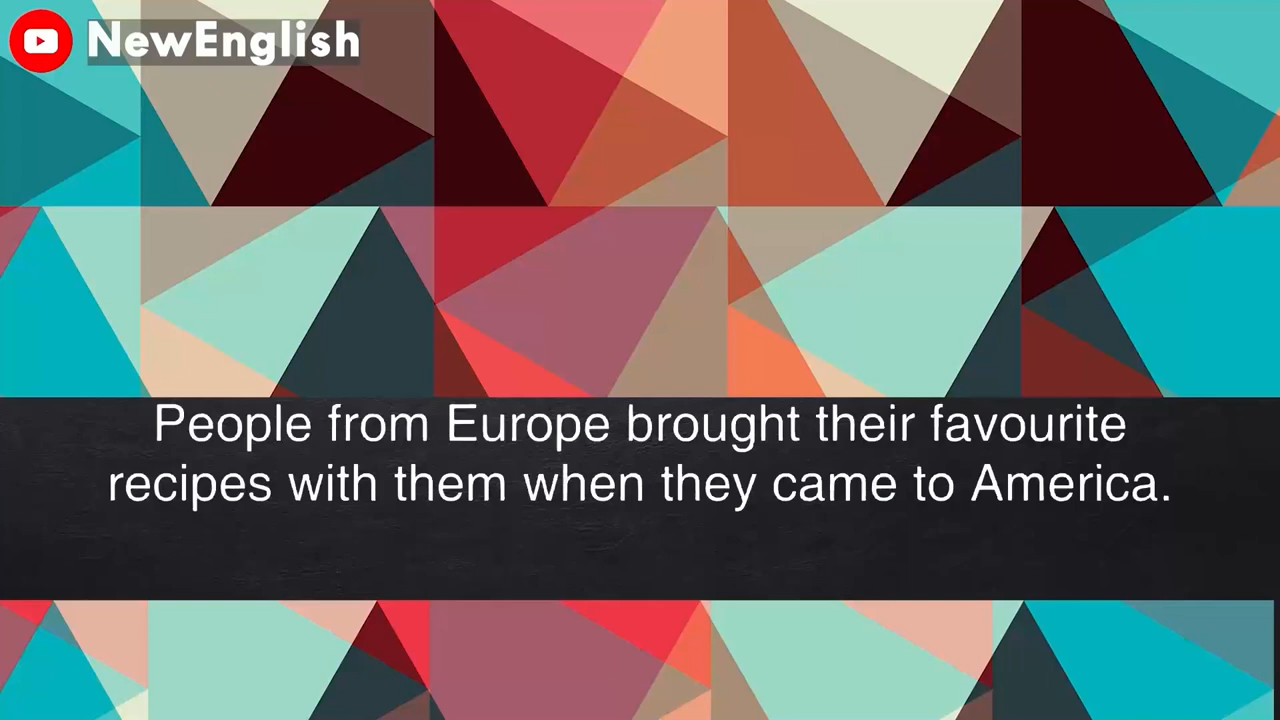 NewEnglish
People from Europe brought their favourite
recipes with them when they came to America.